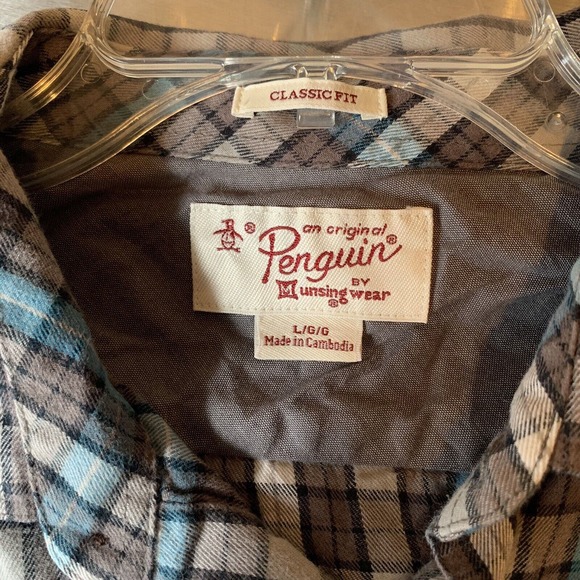 CLASSIC FIT
® an original
Penguin®
BY
Munsingwear®
L/G/G
Made in Cambodia